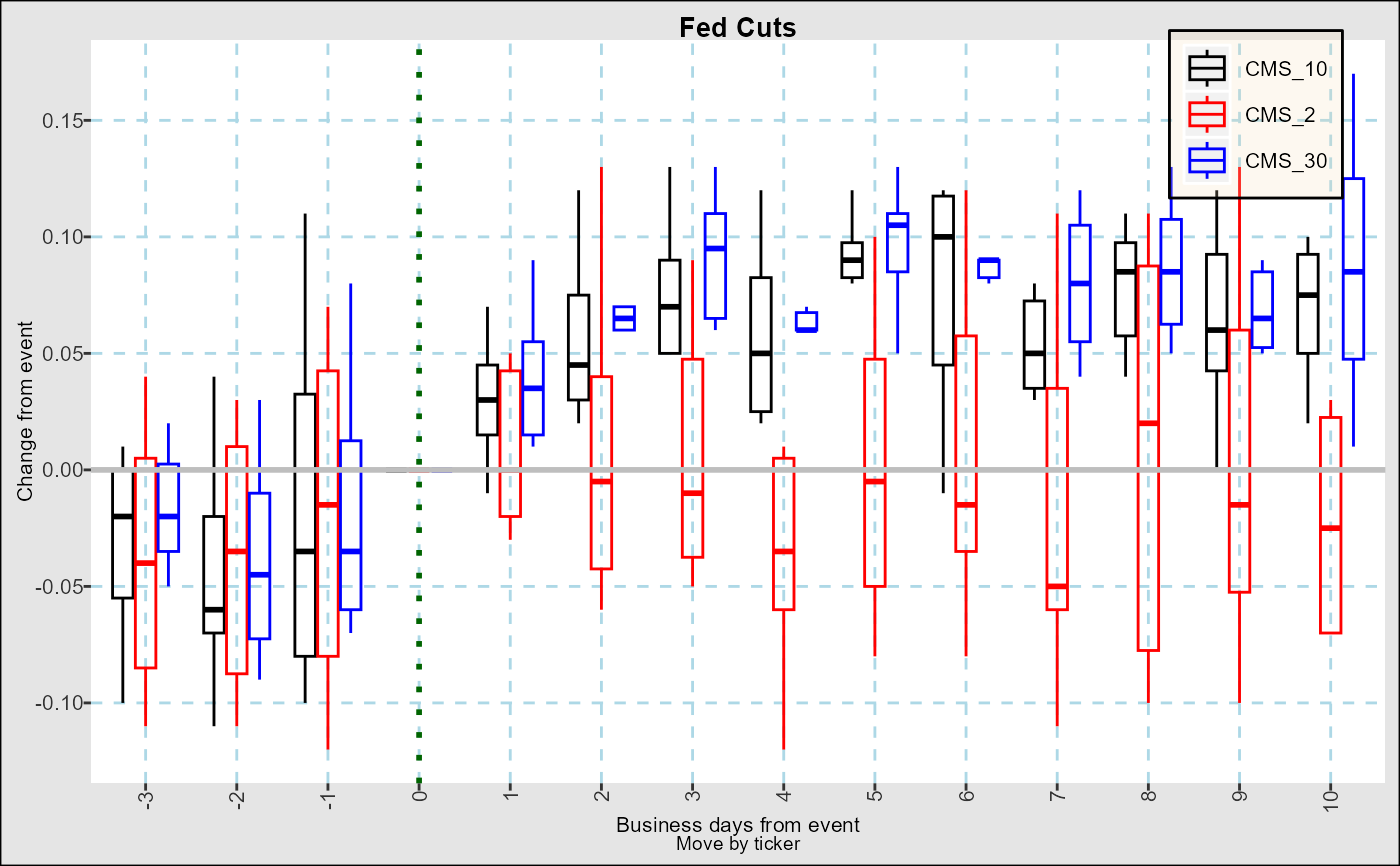 Fed Cuts
CMS_10
CMS_2
CMS_30
0.15
0.10
0.05
0.00
-0.05
-0.10
Change from event
-3 -2 -1 0 1 2 3 4 5 6 7 8 9 10
Business days from event
Move by ticker